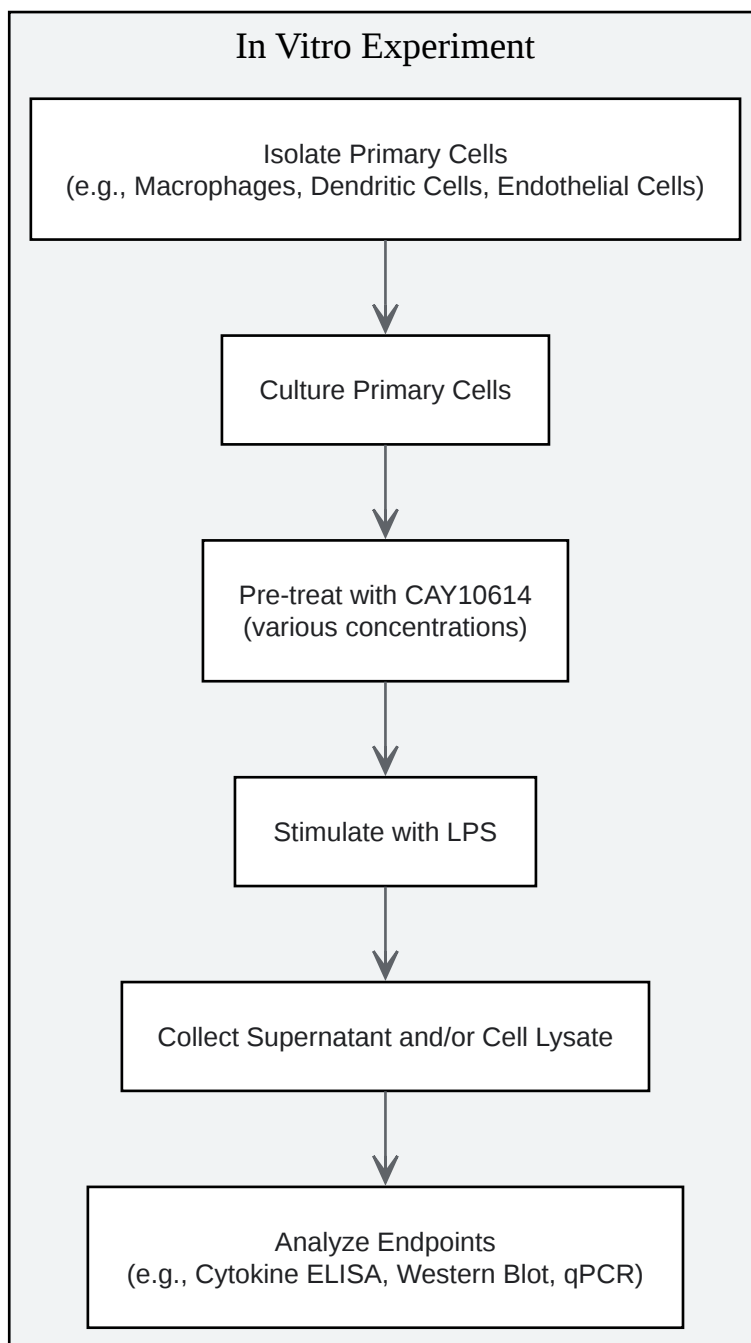 In Vitro Experiment
Isolate Primary Cells
(e.g., Macrophages, Dendritic Cells, Endothelial Cells)
Culture Primary Cells
Pre-treat with CAY10614
(various concentrations)
Stimulate with LPS
Collect Supernatant and/or Cell Lysate
Analyze Endpoints
(e.g., Cytokine ELISA, Western Blot, qPCR)